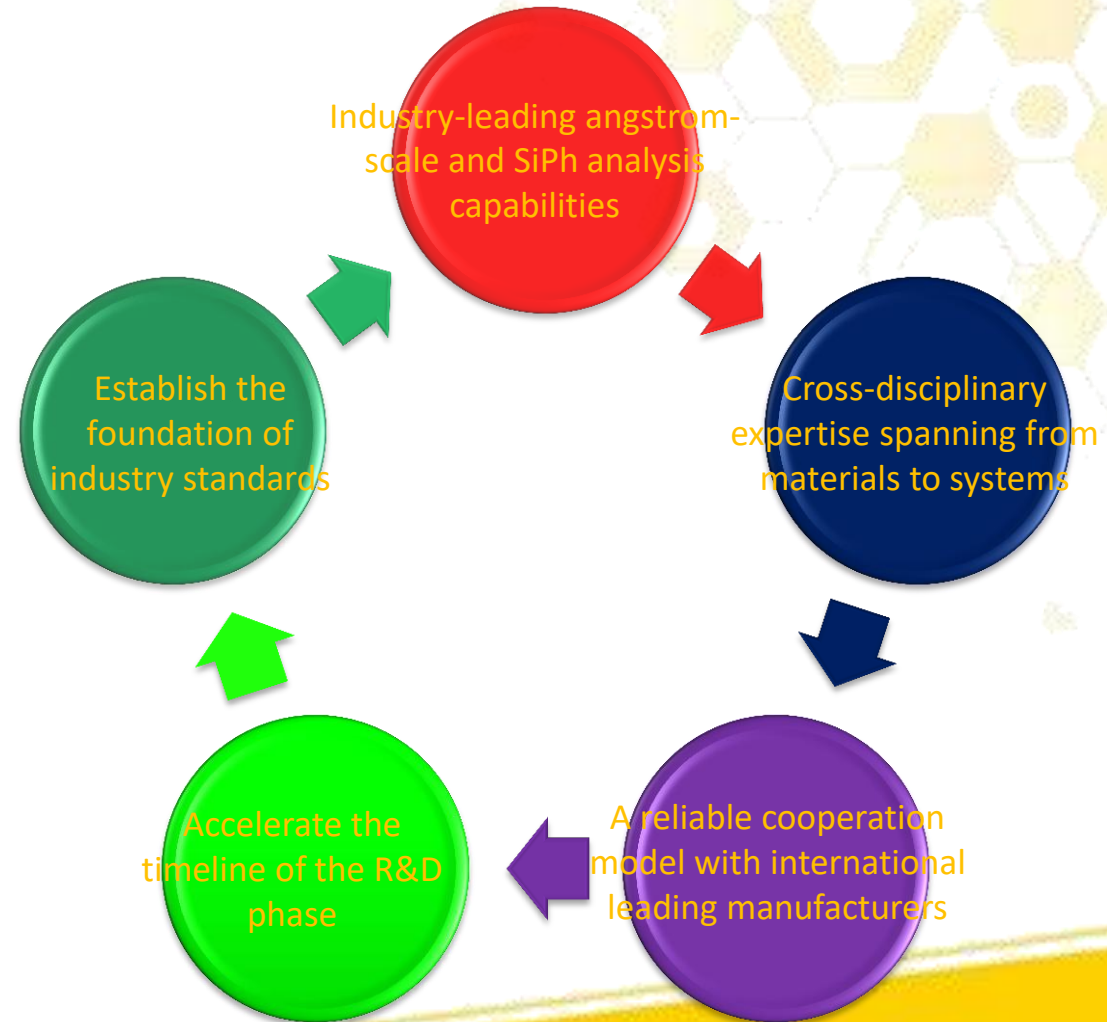 Industry-leading angstrom-
scale and SiPh analysis
capabilities
Cross-disciplinary
expertise spanning from
materials to systems
A reliable cooperation
model with international
leading manufacturers
Accelerate the
timeline of the R&D
phase
Establish the
foundation of
industry standards